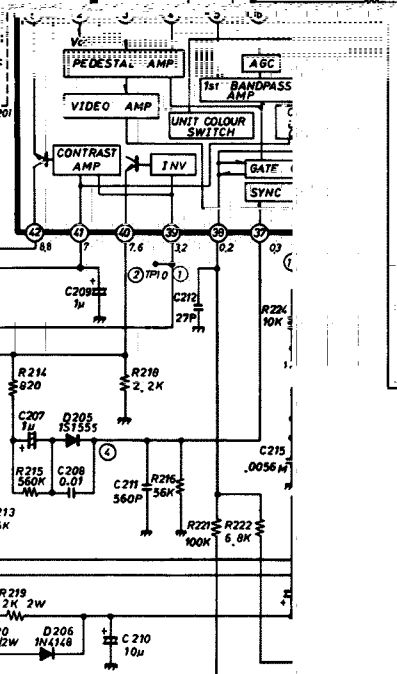 PEDESTAL AMP
AGC
1st BANDPASS
AMP
VIDEO AMP
UNIT COLOUR
SWITCH
CONTRAST
AMP
INV
GATE
SYNC
42 41 40 39 38 37
8,8 7 7,6 3,2 0,2 0,3
2 TP10 1
C209
1μ
C212
27P
R224
10K
R214
820
R218
2,2K
C207
1μ
D205
1S1555
4
R215
560K
C208
0.01
C211
560P
R216
56K
C215
.0056M
R221
100K
R222
6.8K
R219
2K 2W
D206
1N4148
C210
10μ